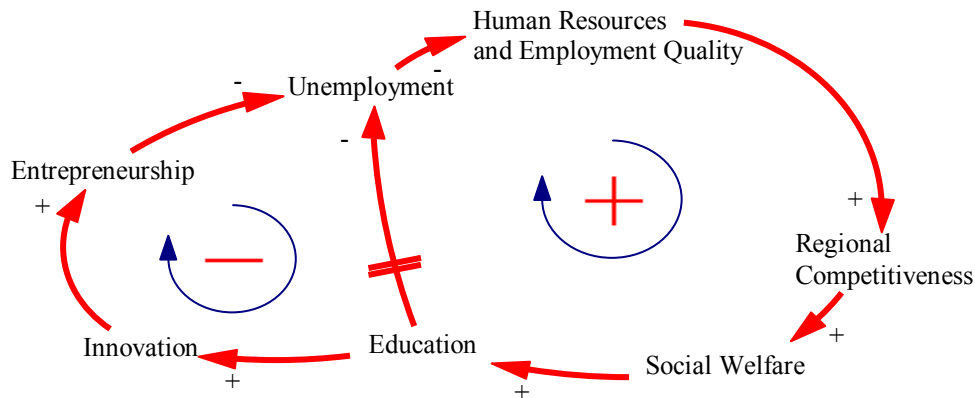 Human Resources
and Employment Quality
-
-
Unemployment
-
Entrepreneurship
+
+
+
Regional
Competitiveness
-
+
Innovation
Education
Social Welfare
+
+